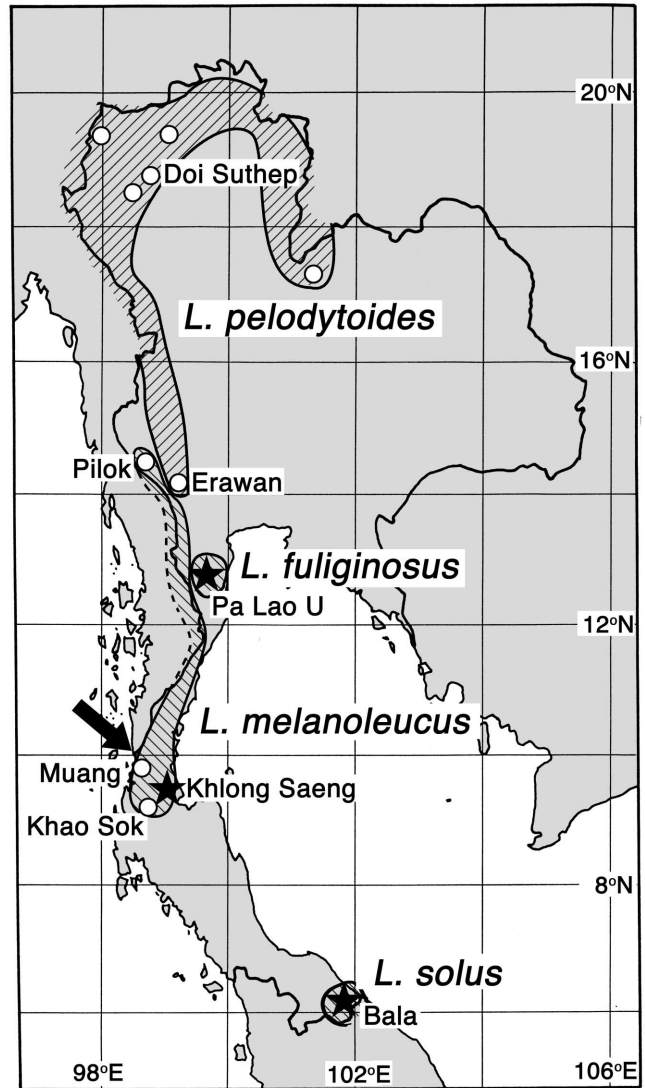 20°N
Doi Suthep
L. pelodytoides
16°N
Pilok
Erawan
L. fuliginosus
Pa Lao U
12°N
L. melanoleucus
Muang
Khlong Saeng
Khao Sok
8°N
L. solus
Bala
98°E
102°E
106°E